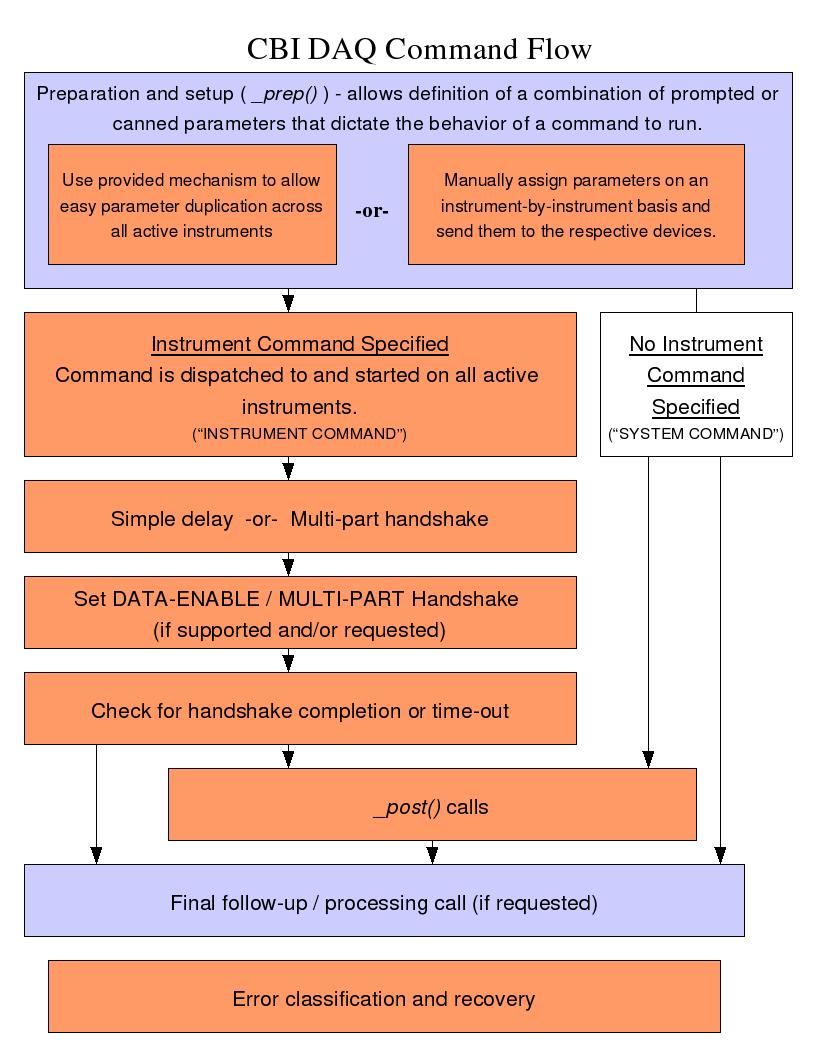 CBI DAQ Command Flow
Preparation and setup ( _prep() ) - allows definition of a combination of prompted or
canned parameters that dictate the behavior of a command to run.
Use provided mechanism to allow
easy parameter duplication across
all active instruments
-or-
Manually assign parameters on an
instrument-by-instrument basis and
send them to the respective devices.
Instrument Command Specified
Command is dispatched to and started on all active
instruments.
(“INSTRUMENT COMMAND”)
No Instrument
Command
Specified
(“SYSTEM COMMAND”)
Simple delay -or- Multi-part handshake
Set DATA-ENABLE / MULTI-PART Handshake
(if supported and/or requested)
Check for handshake completion or time-out
_post() calls
Final follow-up / processing call (if requested)
Error classification and recovery